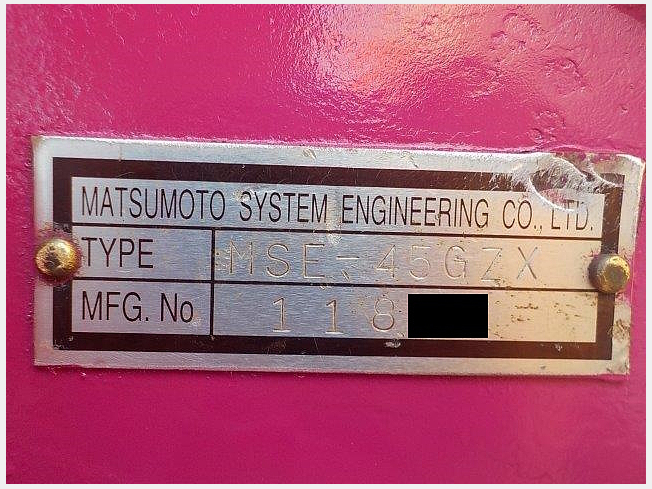 MATSUMOTO SYSTEM ENGINEERING CO., LTD.
TYPE MSE-45GZX
MFG. No 118